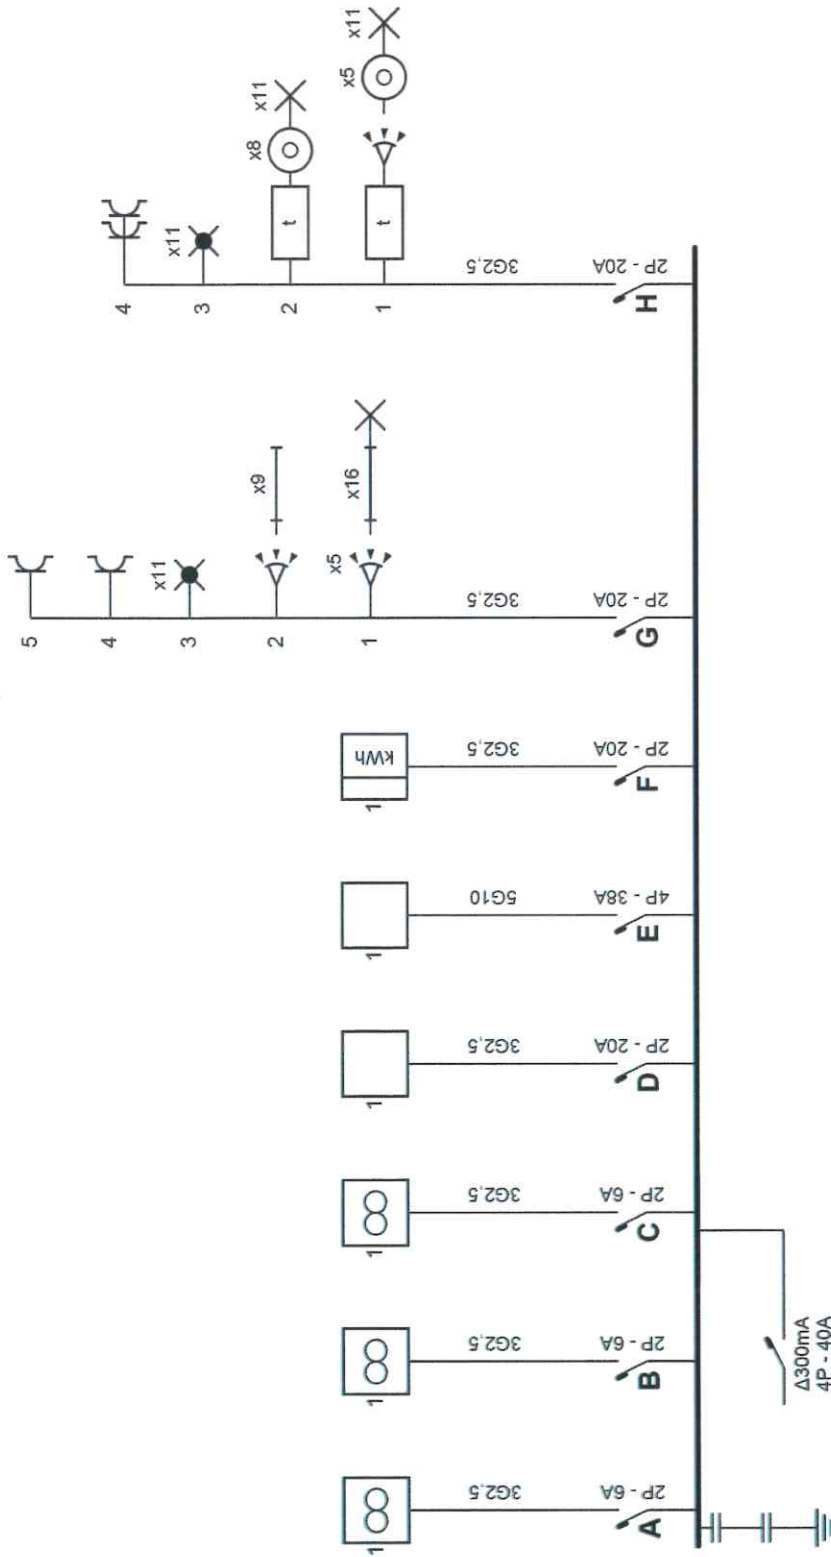 x11
x5
x11
x8
x11
t
t
4
3
2
1
3G2,5
2P - 20A
H
x9
x16
x5
x11
5
4
3
2
1
3G2,5
2P - 20A
G
kWh
1
3G2,5
2P - 20A
F
1
5G10
4P - 38A
E
1
3G2,5
2P - 20A
D
1
3G2,5
2P - 6A
C
1
3G2,5
2P - 6A
B
1
3G2,5
2P - 6A
A
Δ300mA
4P - 40A